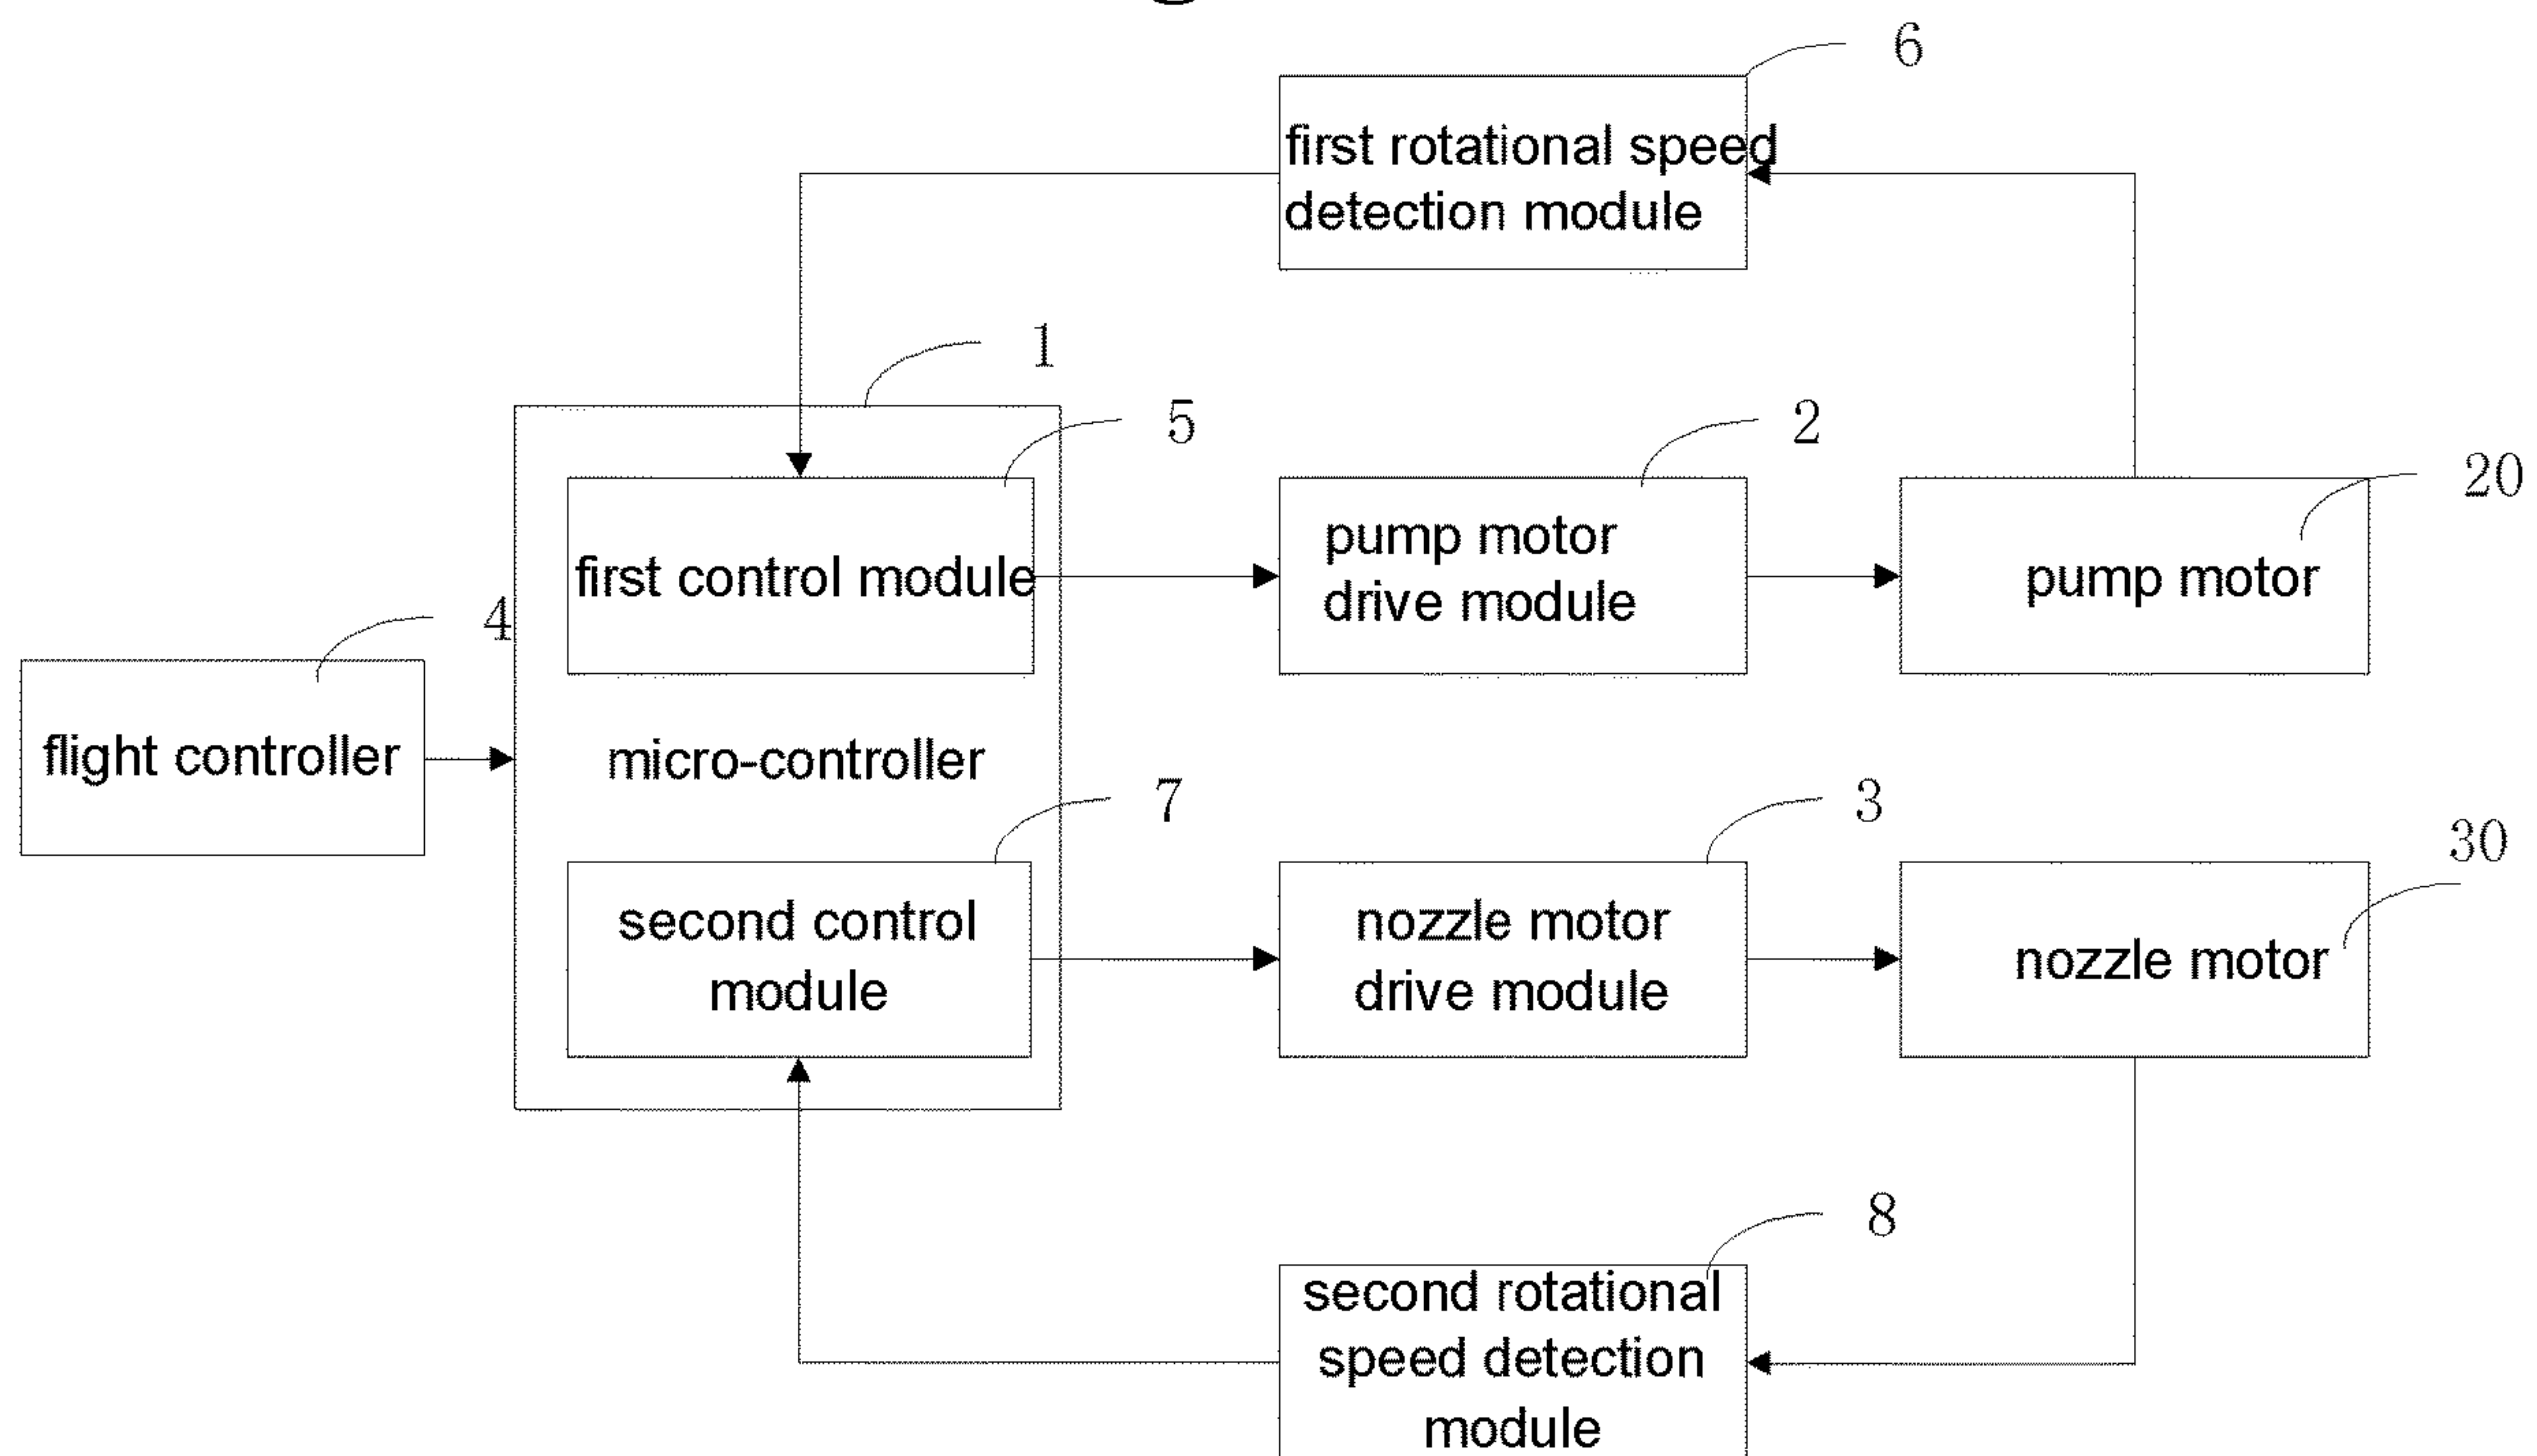 6
first rotational speed
detection module
1
5
2
20
first control module
pump motor
drive module
pump motor
4
flight controller
micro-controller
7
3
30
second control
module
nozzle motor
drive module
nozzle motor
8
second rotational
speed detection
module